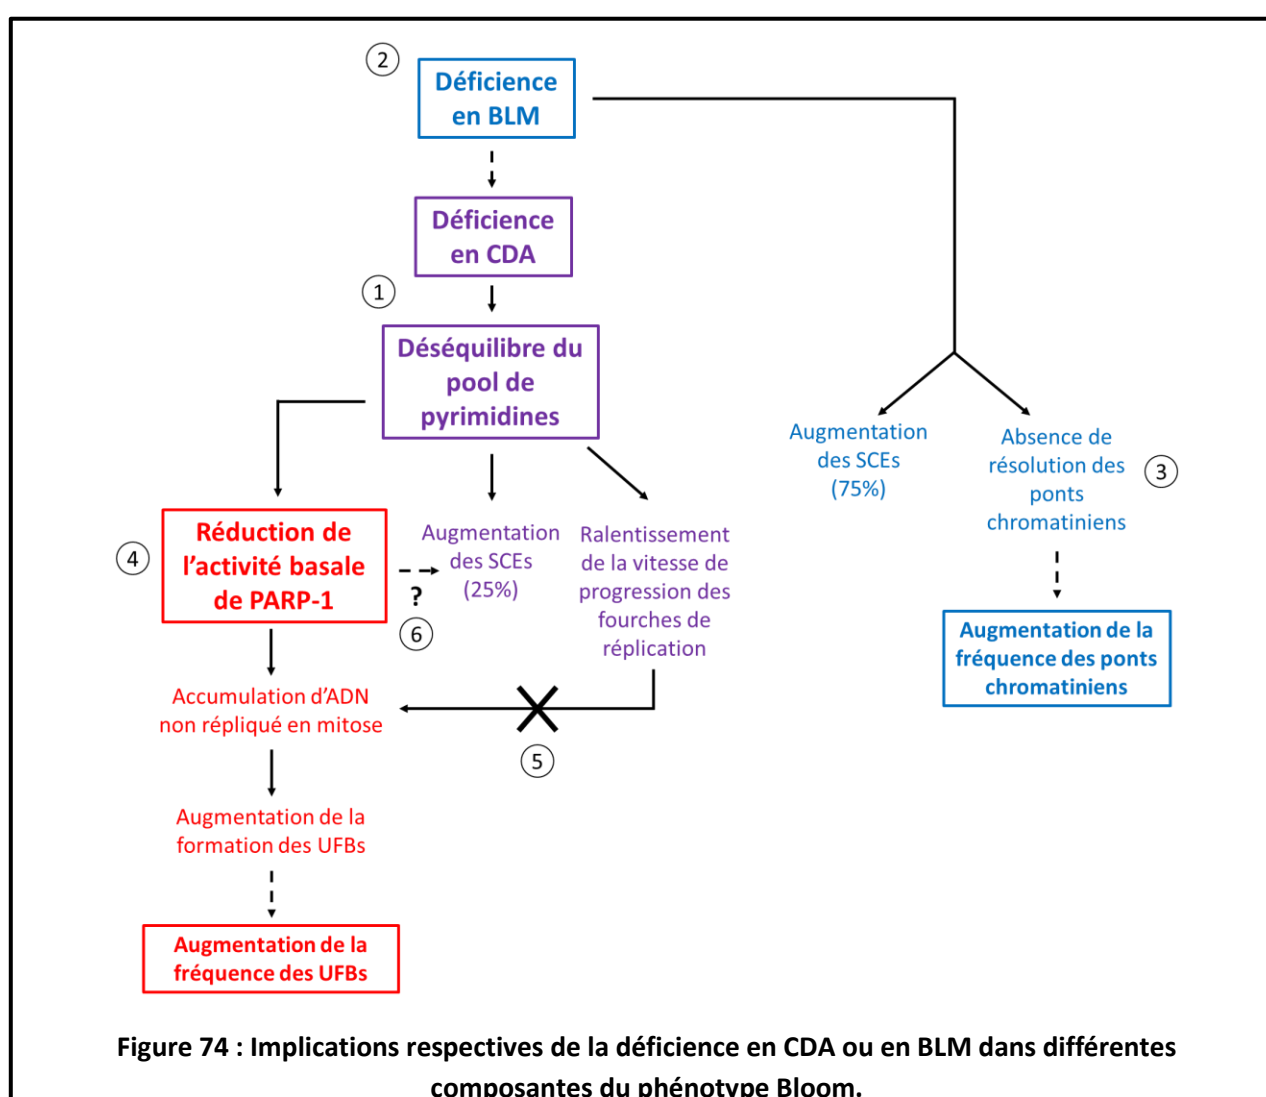 2
Déficience
en BLM
Déficience
en CDA
1
Déséquilibre du
pool de
pyrimidines
Augmentation
des SCEs
(75%)
Absence de
résolution des
ponts
chromatiniens
3
4
Réduction de
l'activité basale
de PARP-1
?
6
Augmentation
des SCEs
(25%)
Ralentissement
de la vitesse de
progression des
fourches de
réplication
Augmentation de la
fréquence des ponts
chromatiniens
Accumulation d'ADN
non répliqué en mitose
5
Augmentation de la
formation des UFBs
Augmentation de la
fréquence des UFBs
Figure 74 : Implications respectives de la déficience en CDA ou en BLM dans différentes
composantes du phénotype Bloom.